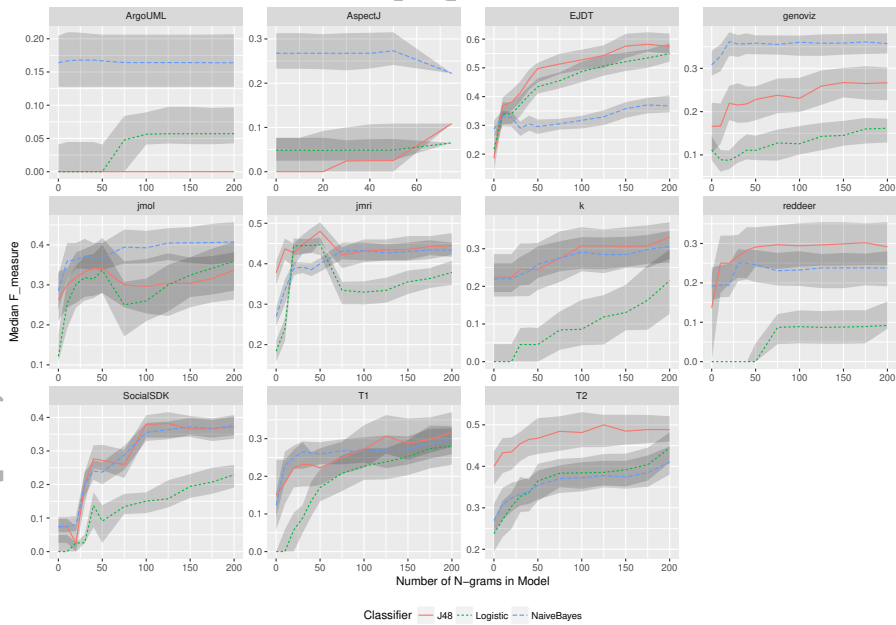 ArgoUML
AspectJ
EJDT
genoviz
0.20
0.15
0.10
0.05
0.00
0 50 100 150 200
0.3
0.2
0.1
0.0
0 20 40 60
0.6
0.5
0.4
0.3
0.2
0 50 100 150 200
0.4
0.3
0.2
0.1
0 50 100 150 200
jmol
jmri
k
reddeer
0.4
0.3
0.2
0.1
0 50 100 150 200
0.5
0.4
0.3
0.2
0 50 100 150 200
0.3
0.2
0.1
0.0
0 50 100 150 200
0.3
0.2
0.1
0.0
0 50 100 150 200
SocialSDK
T1
T2
0.4
0.3
0.2
0.1
0.0
0 50 100 150 200
0.3
0.2
0.1
0.0
0 50 100 150 200
0.5
0.4
0.3
0.2
0 50 100 150 200
Median F_measure
Number of N-grams in Model
Classifier J48 Logistic NaiveBayes